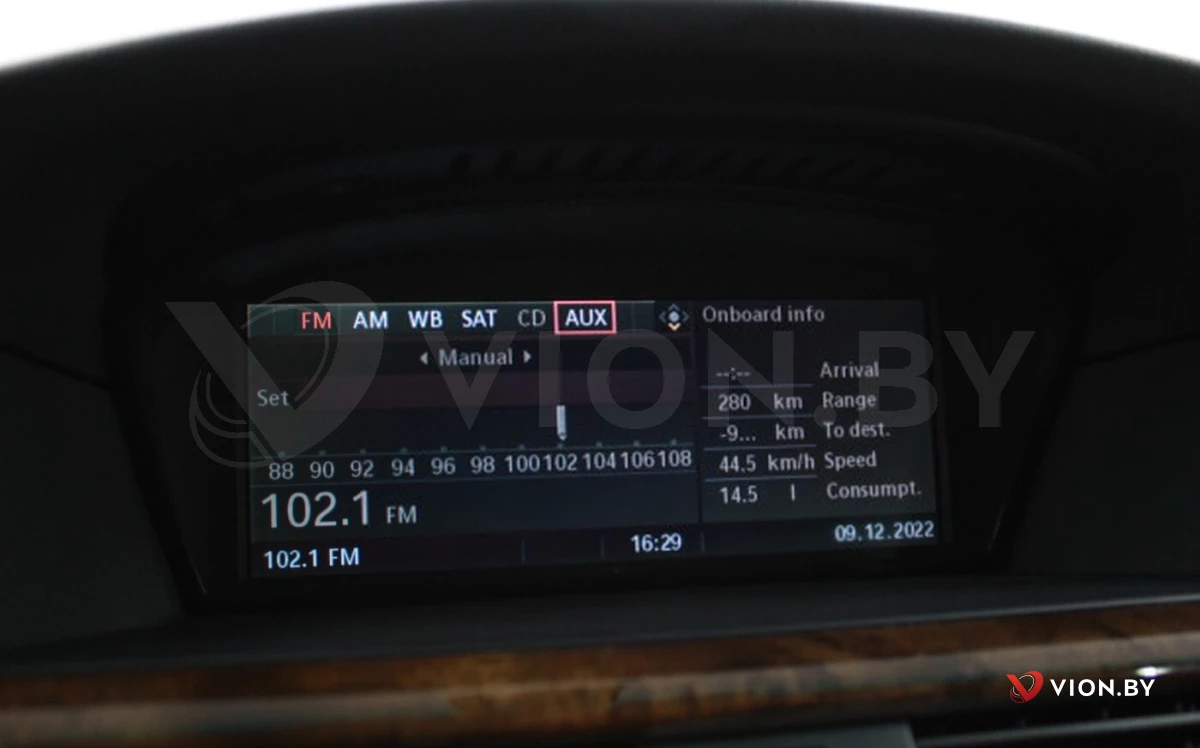 FM AM WB SAT CD AUX
Manual
Set
88 90 92 94 96 98 100 102 104 106 108
102.1 FM
102.1 FM
16:29
Onboard info
--:-- Arrival
280 km Range
-9... km To dest.
44.5 km/h Speed
14.5 l Consumpt.
09.12.2022
VION.BY
VION.BY